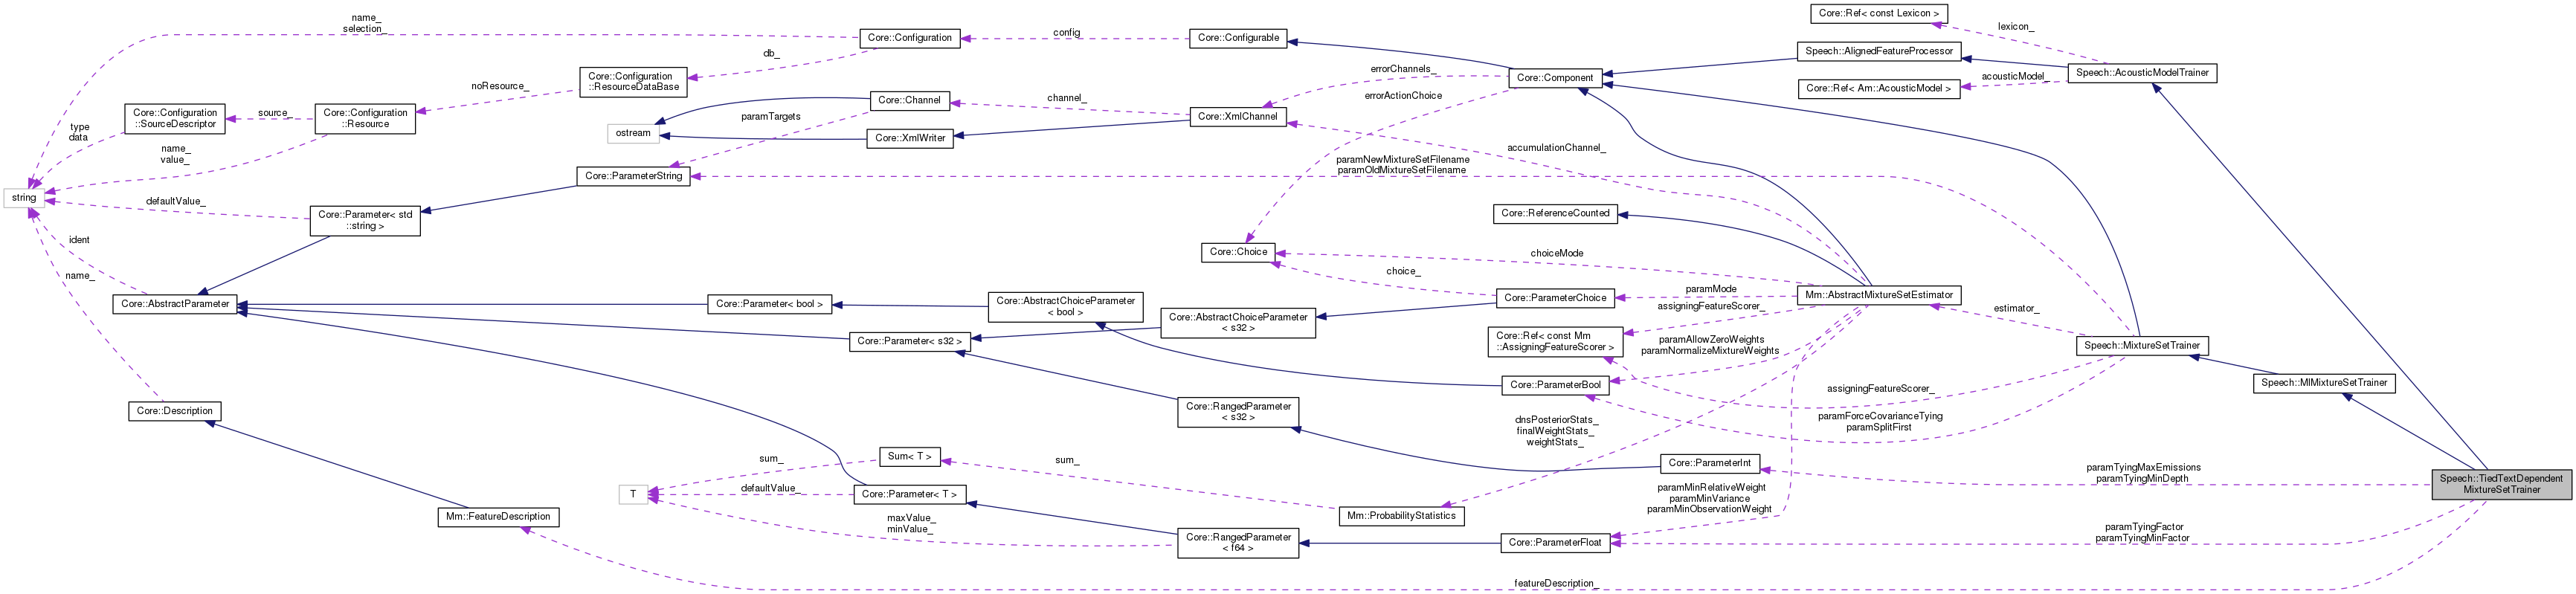 name_
selection_
Core::Configuration
config
Core::Configurable
db_
Core::Configuration
::ResourceDataBase
noResource_
Core::Configuration
::SourceDescriptor
source_
Core::Configuration
::Resource
type
data
name_
value_
string
Core::Channel
channel_
ostream
Core::XmlWriter
paramTargets
Core::XmlChannel
Core::ParameterString
errorChannels_
errorActionChoice
Core::Component
Core::Ref< const Lexicon >
lexicon_
Speech::AlignedFeatureProcessor
Speech::AcousticModelTrainer
acousticModel_
Core::Ref< Am::AcousticModel >
accumulationChannel_
paramNewMixtureSetFilename
paramOldMixtureSetFilename
defaultValue_
Core::Parameter< std
::string >
ident
name_
Core::AbstractParameter
Core::Parameter< bool >
Core::AbstractChoiceParameter
< bool >
Core::ReferenceCounted
Core::Choice
choiceMode
choice_
Core::ParameterChoice
paramMode
Mm::AbstractMixtureSetEstimator
Core::AbstractChoiceParameter
< s32 >
Core::Parameter< s32 >
assigningFeatureScorer_
Core::Ref< const Mm
::AssigningFeatureScorer >
estimator_
Speech::MixtureSetTrainer
paramAllowZeroWeights
paramNormalizeMixtureWeights
Core::ParameterBool
Speech::MlMixtureSetTrainer
assigningFeatureScorer_
paramForceCovarianceTying
paramSplitFirst
Core::Description
Core::RangedParameter
< s32 >
dnsPosteriorStats_
finalWeightStats_
weightStats_
Sum< T >
sum_
sum_
Core::ParameterInt
paramTyingMaxEmissions
paramTyingMinDepth
Speech::TiedTextDependent
MixtureSetTrainer
T
defaultValue_
Core::Parameter< T >
maxValue_
minValue_
Mm::FeatureDescription
Mm::ProbabilityStatistics
paramMinRelativeWeight
paramMinVariance
paramMinObservationWeight
Core::RangedParameter
< f64 >
Core::ParameterFloat
paramTyingFactor
paramTyingMinFactor
featureDescription_